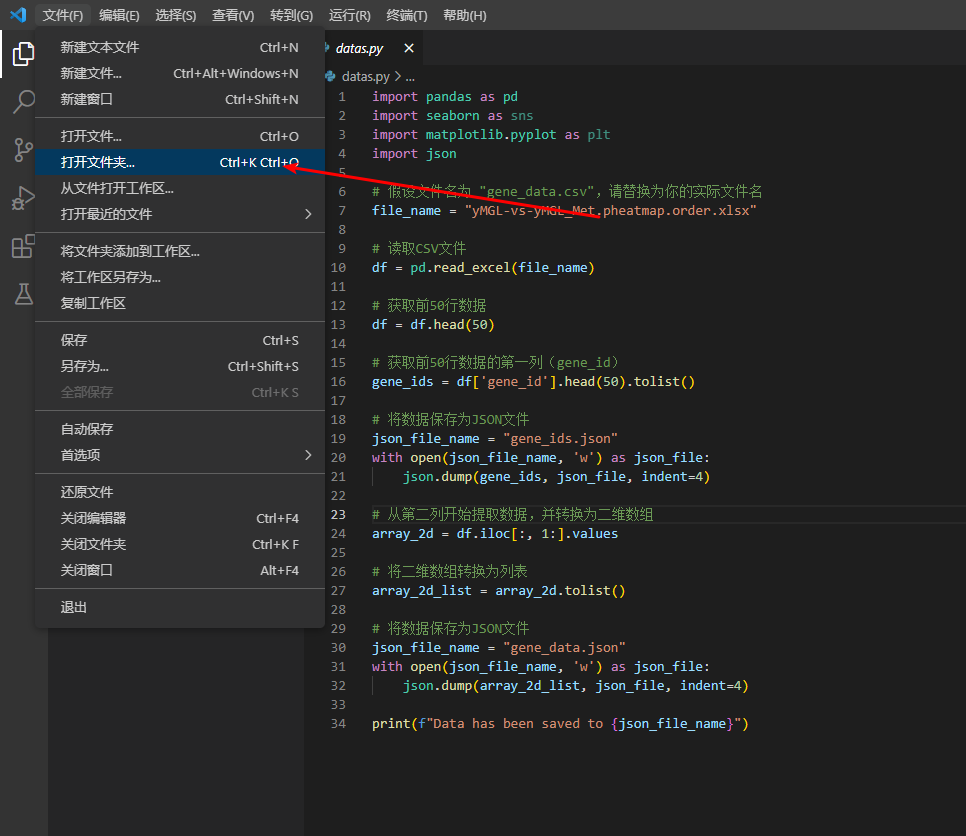 文件(F) 编辑(E) 选择(S) 查看(V) 转到(G) 运行(R) 终端(T) 帮助(H)
新建文本文件 Ctrl+N
新建文件... Ctrl+Alt+Windows+N
新建窗口 Ctrl+Shift+N
打开文件... Ctrl+O
打开文件夹... Ctrl+K Ctrl+O
从文件打开工作区...
打开最近的文件
将文件夹添加到工作区...
将工作区另存为...
复制工作区
保存 Ctrl+S
另存为... Ctrl+Shift+S
全部保存 Ctrl+K S
自动保存
首选项
还原文件
关闭编辑器 Ctrl+F4
关闭文件夹 Ctrl+K F
关闭窗口 Alt+F4
退出
datas.py
datas.py > ...
1 import pandas as pd
2 import seaborn as sns
3 import matplotlib.pyplot as plt
4 import json
5
6 # 假设文件名为 "gene_data.csv"，请替换为你的实际文件名
7 file_name = "yMGL-vs-yMGL_Met.pheatmap.order.xlsx"
8
9 # 读取CSV文件
10 df = pd.read_excel(file_name)
11
12 # 获取前50行数据
13 df = df.head(50)
14
15 # 获取前50行数据的第一列（gene_id）
16 gene_ids = df['gene_id'].head(50).tolist()
17
18 # 将数据保存为JSON文件
19 json_file_name = "gene_ids.json"
20 with open(json_file_name, 'w') as json_file:
21     json.dump(gene_ids, json_file, indent=4)
22
23 # 从第二列开始提取数据，并转换为二维数组
24 array_2d = df.iloc[:, 1:].values
25
26 # 将二维数组转换为列表
27 array_2d_list = array_2d.tolist()
28
29 # 将数据保存为JSON文件
30 json_file_name = "gene_data.json"
31 with open(json_file_name, 'w') as json_file:
32     json.dump(array_2d_list, json_file, indent=4)
33
34 print(f"Data has been saved to {json_file_name}")